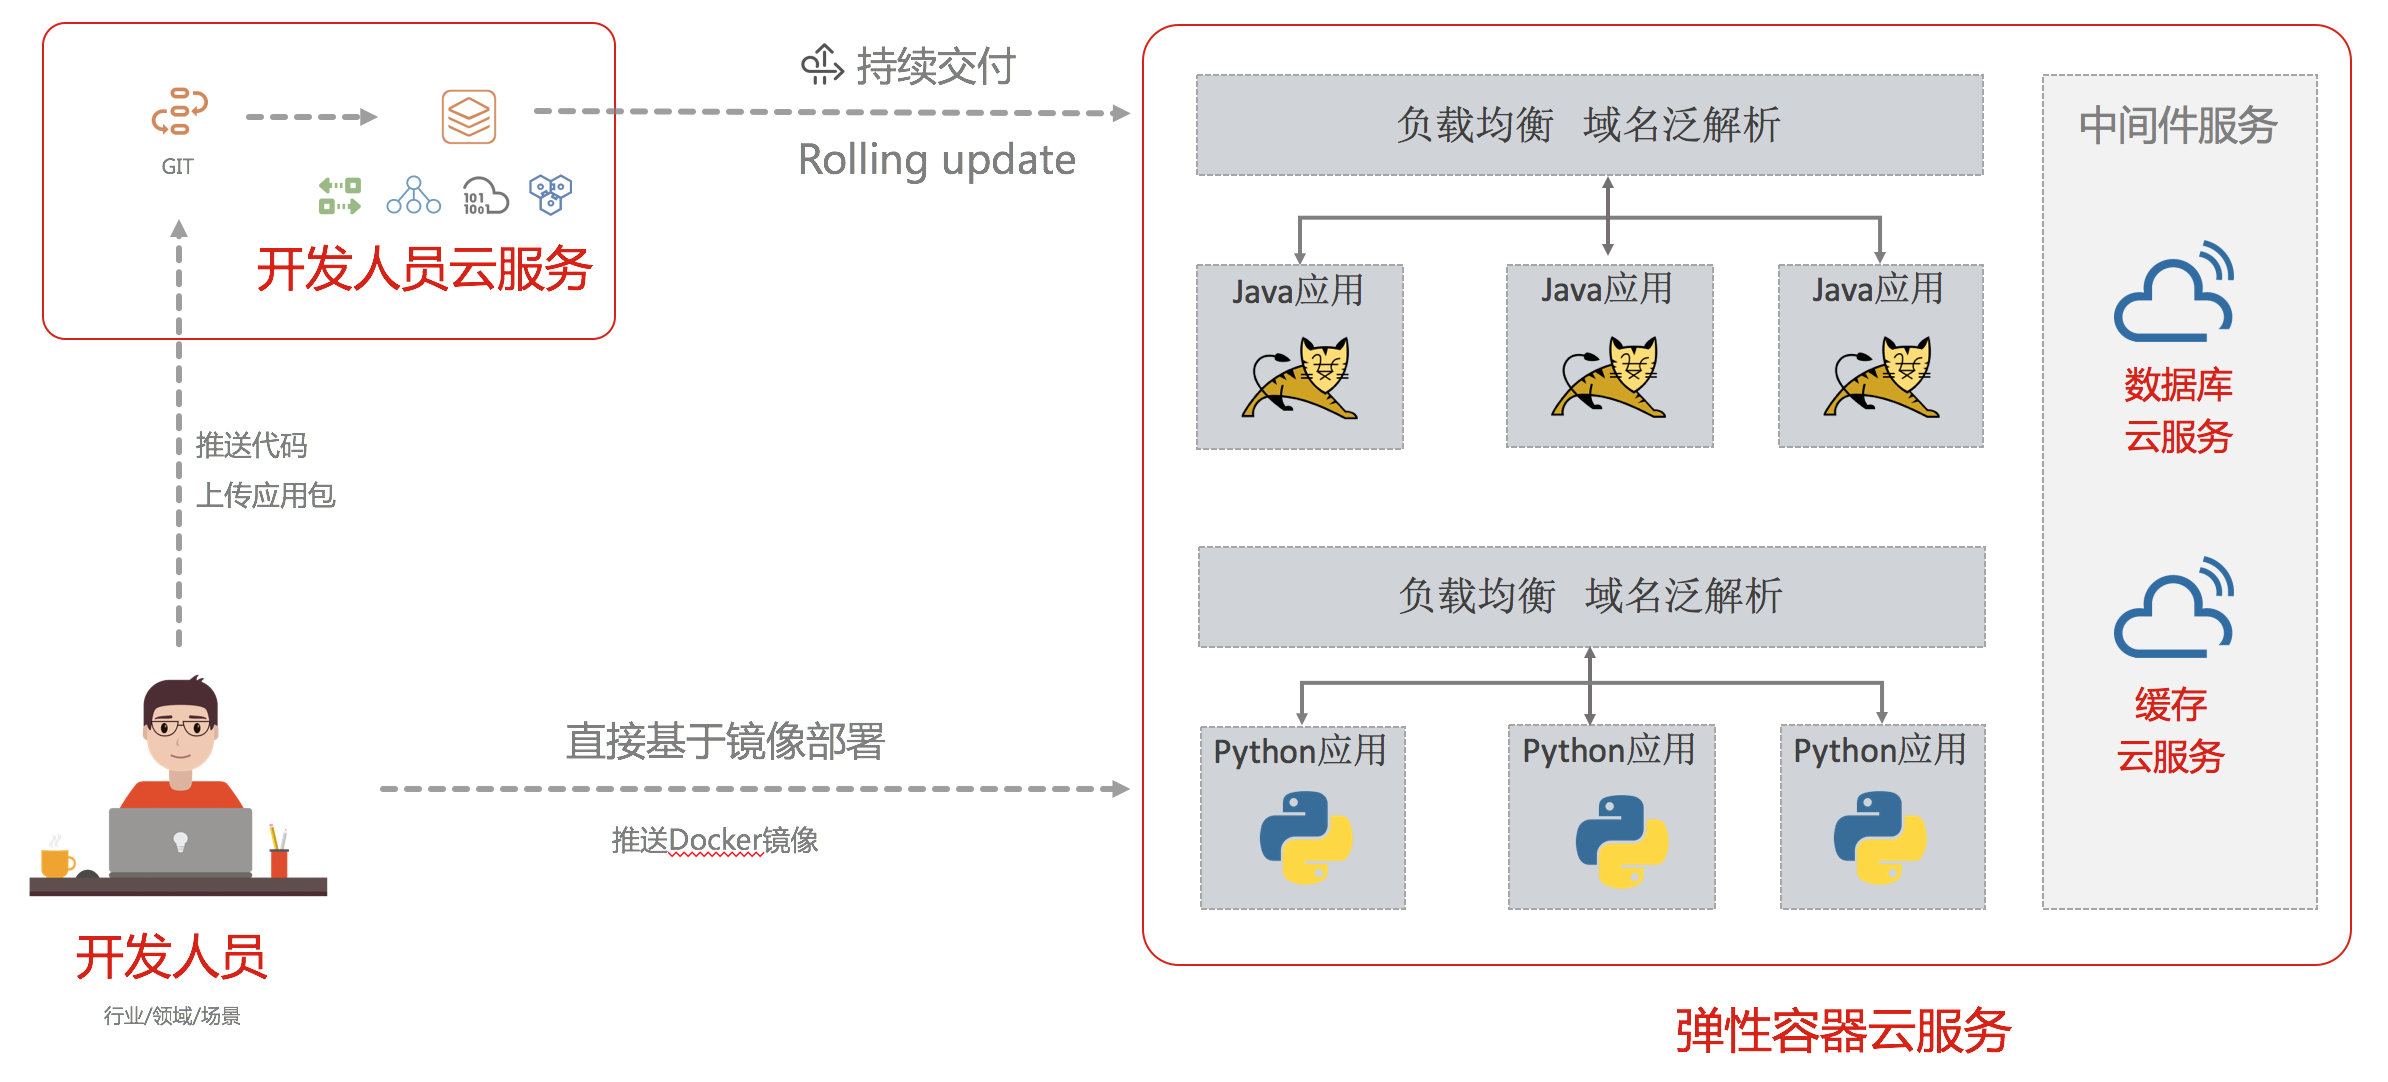 GIT
开发人员云服务
持续交付
Rolling update
推送代码
上传应用包
开发人员
行业/领域/场景
直接基于镜像部署
推送Docker镜像
负载均衡 域名泛解析
Java应用
Java应用
Java应用
负载均衡 域名泛解析
Python应用
Python应用
Python应用
中间件服务
数据库
云服务
缓存
云服务
弹性容器云服务
101
1001